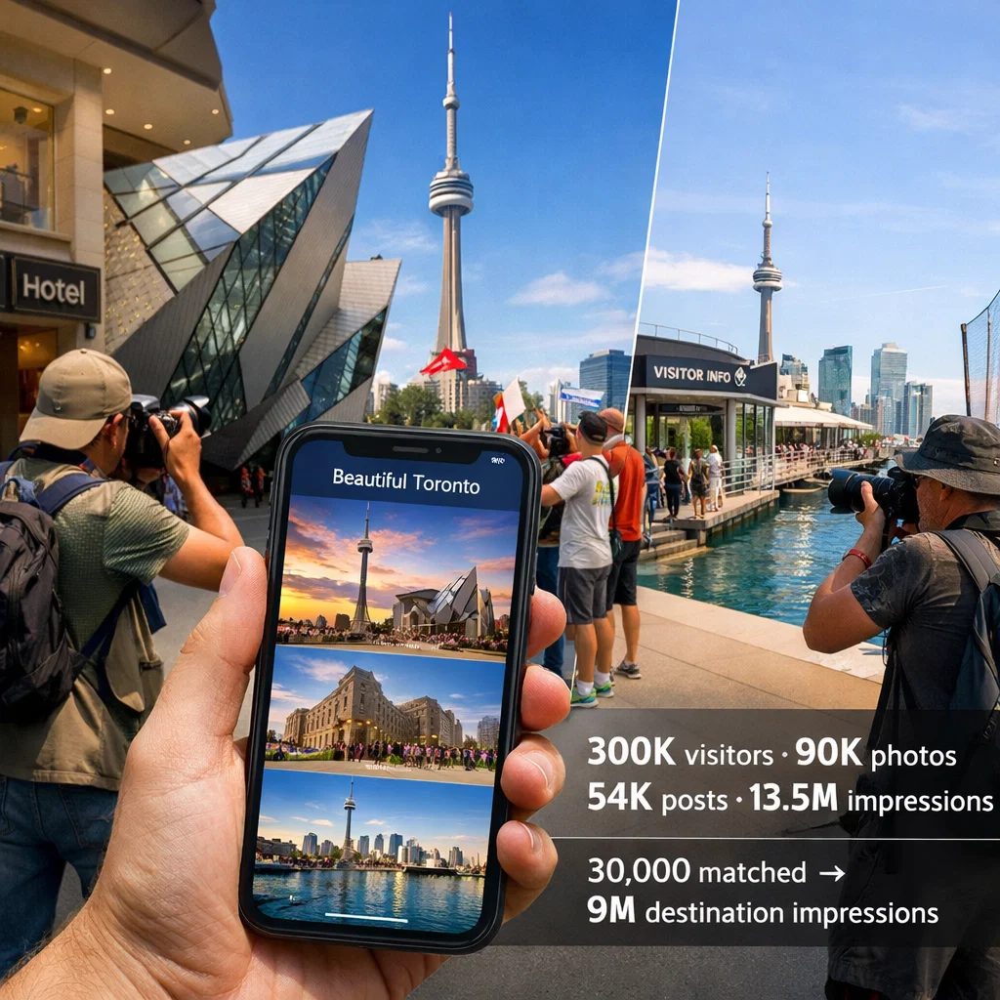 Hotel
VISITOR INFO
Beautiful Toronto
300K visitors · 90K photos
54K posts · 13.5M impressions
30,000 matched →
9M destination impressions